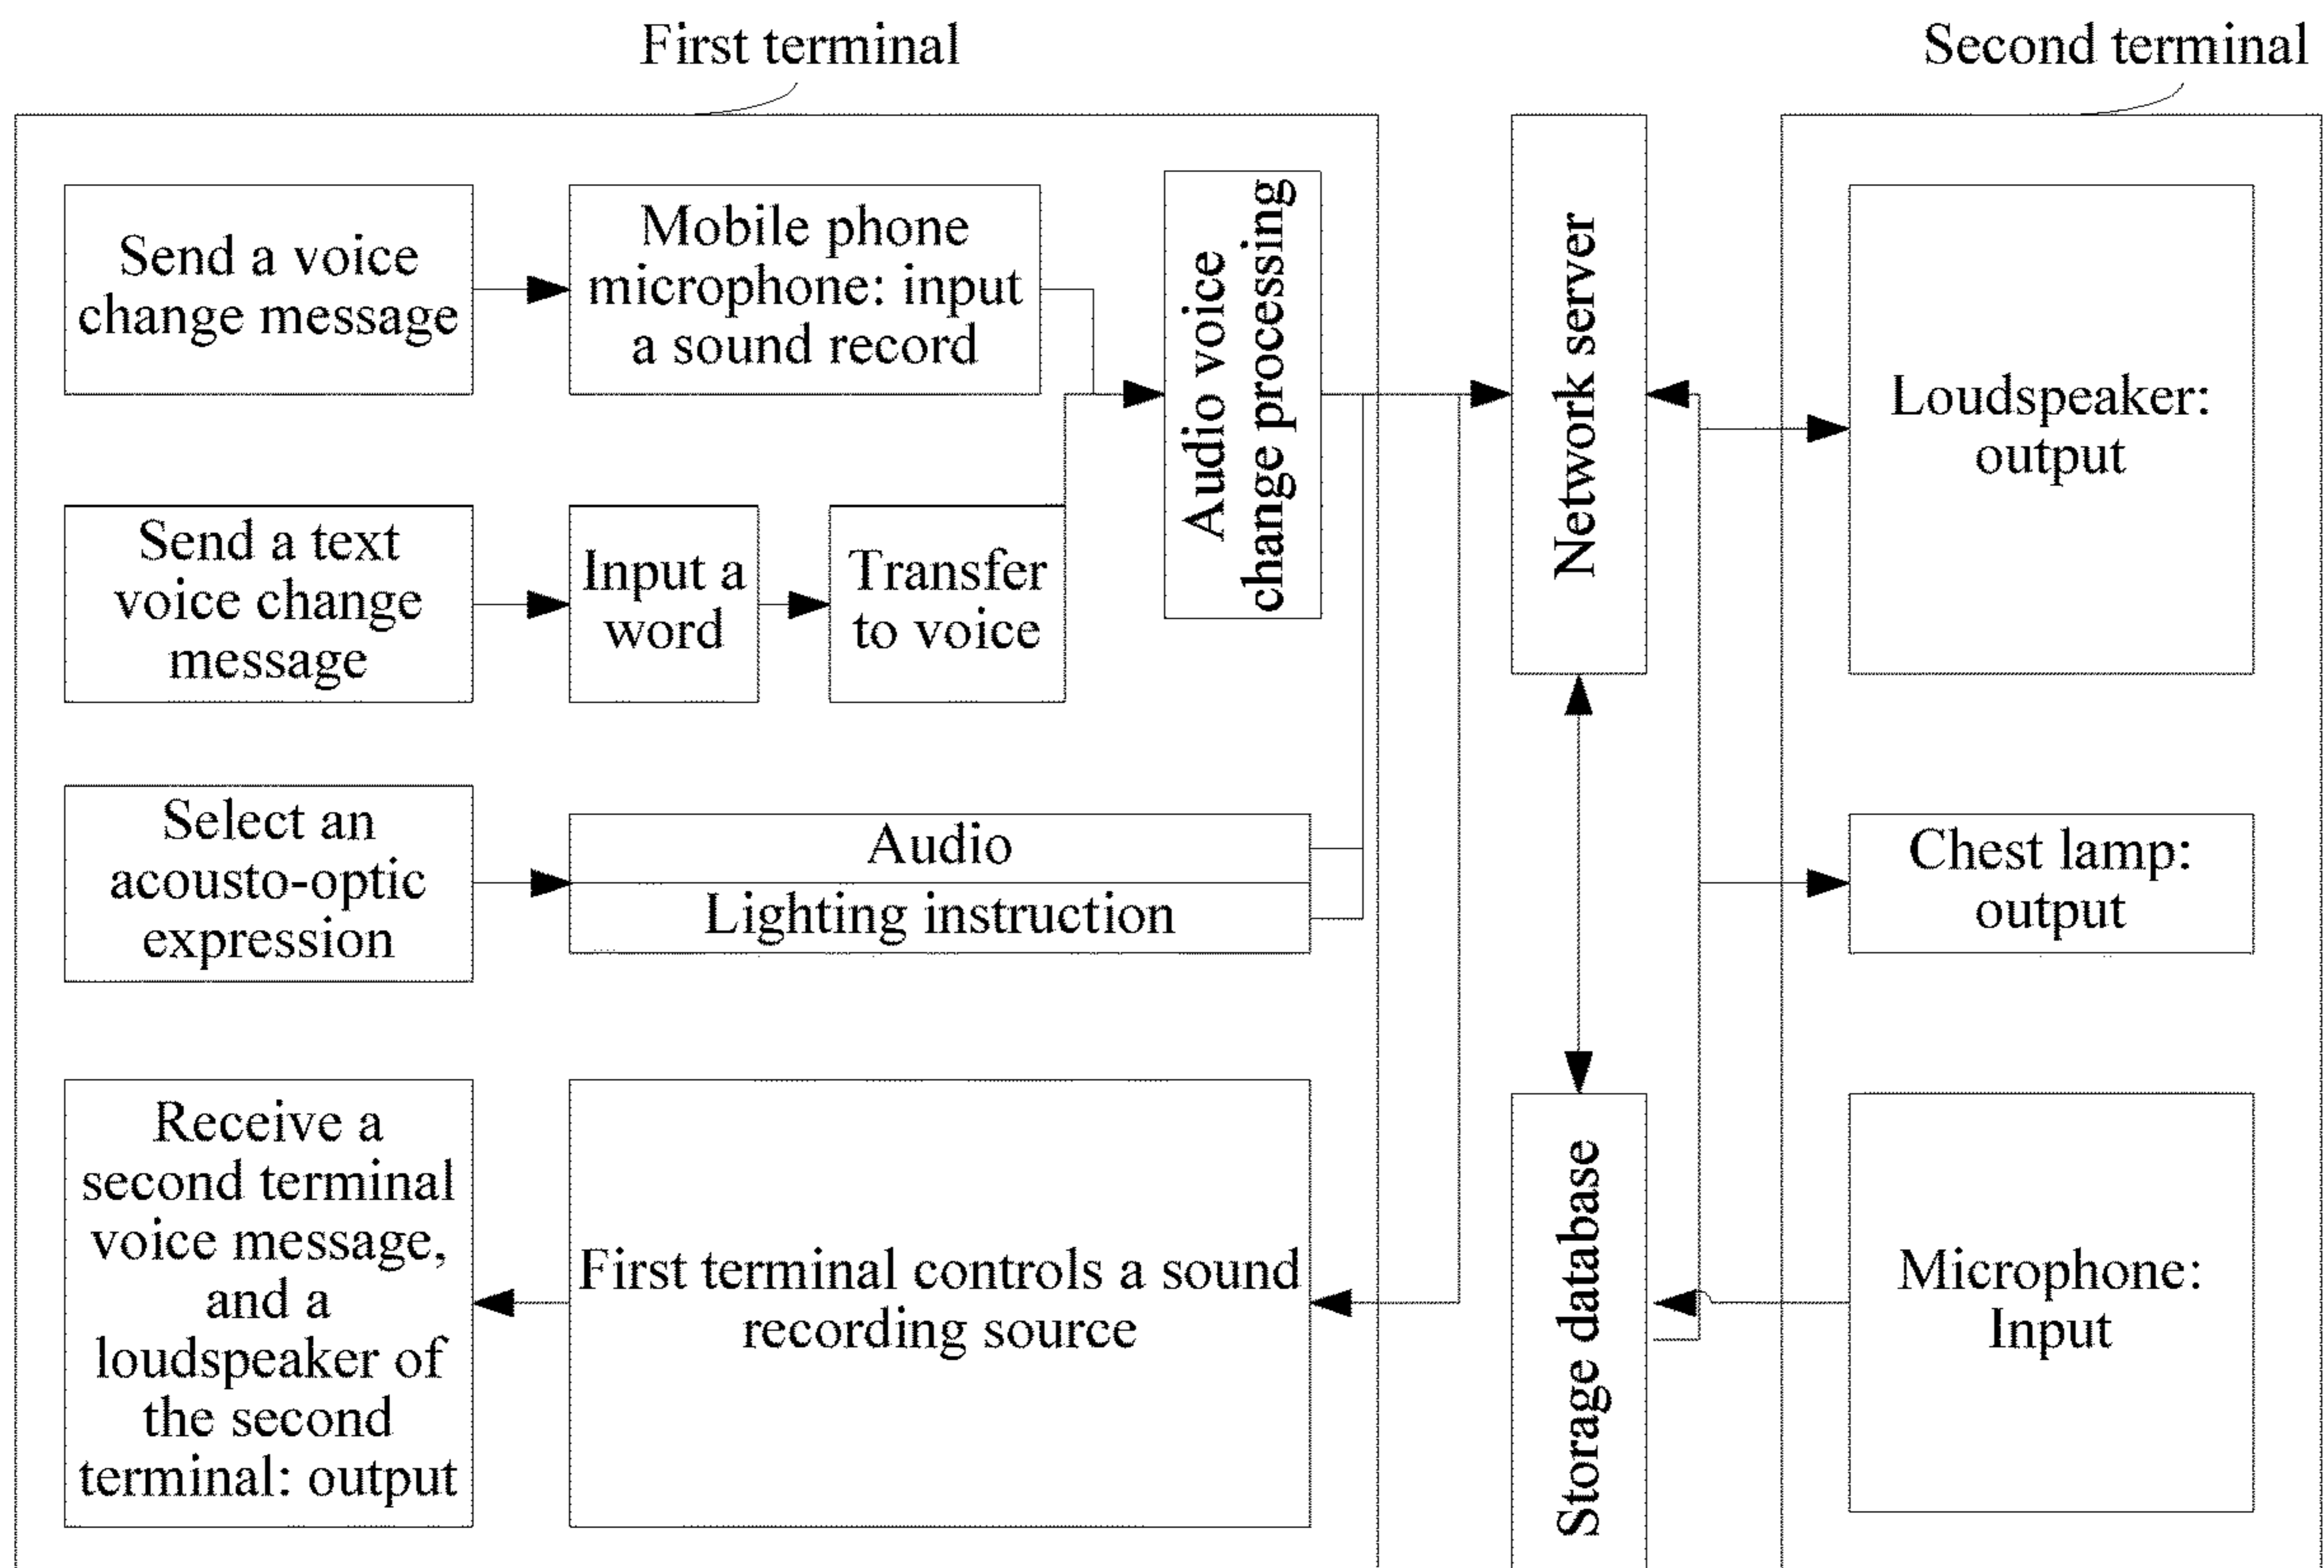 First terminal
Second terminal
Send a voice
change message
Mobile phone
microphone: input
a sound record
Audio voice
change processing
Network server
Loudspeaker:
output
Send a text
voice change
message
Input a
word
Transfer
to voice
Select an
acousto-optic
expression
Audio
Lighting instruction
Chest lamp:
output
Receive a
second terminal
voice message,
and a
loudspeaker of
the second
terminal: output
First terminal controls a sound
recording source
Storage database
Microphone:
Input